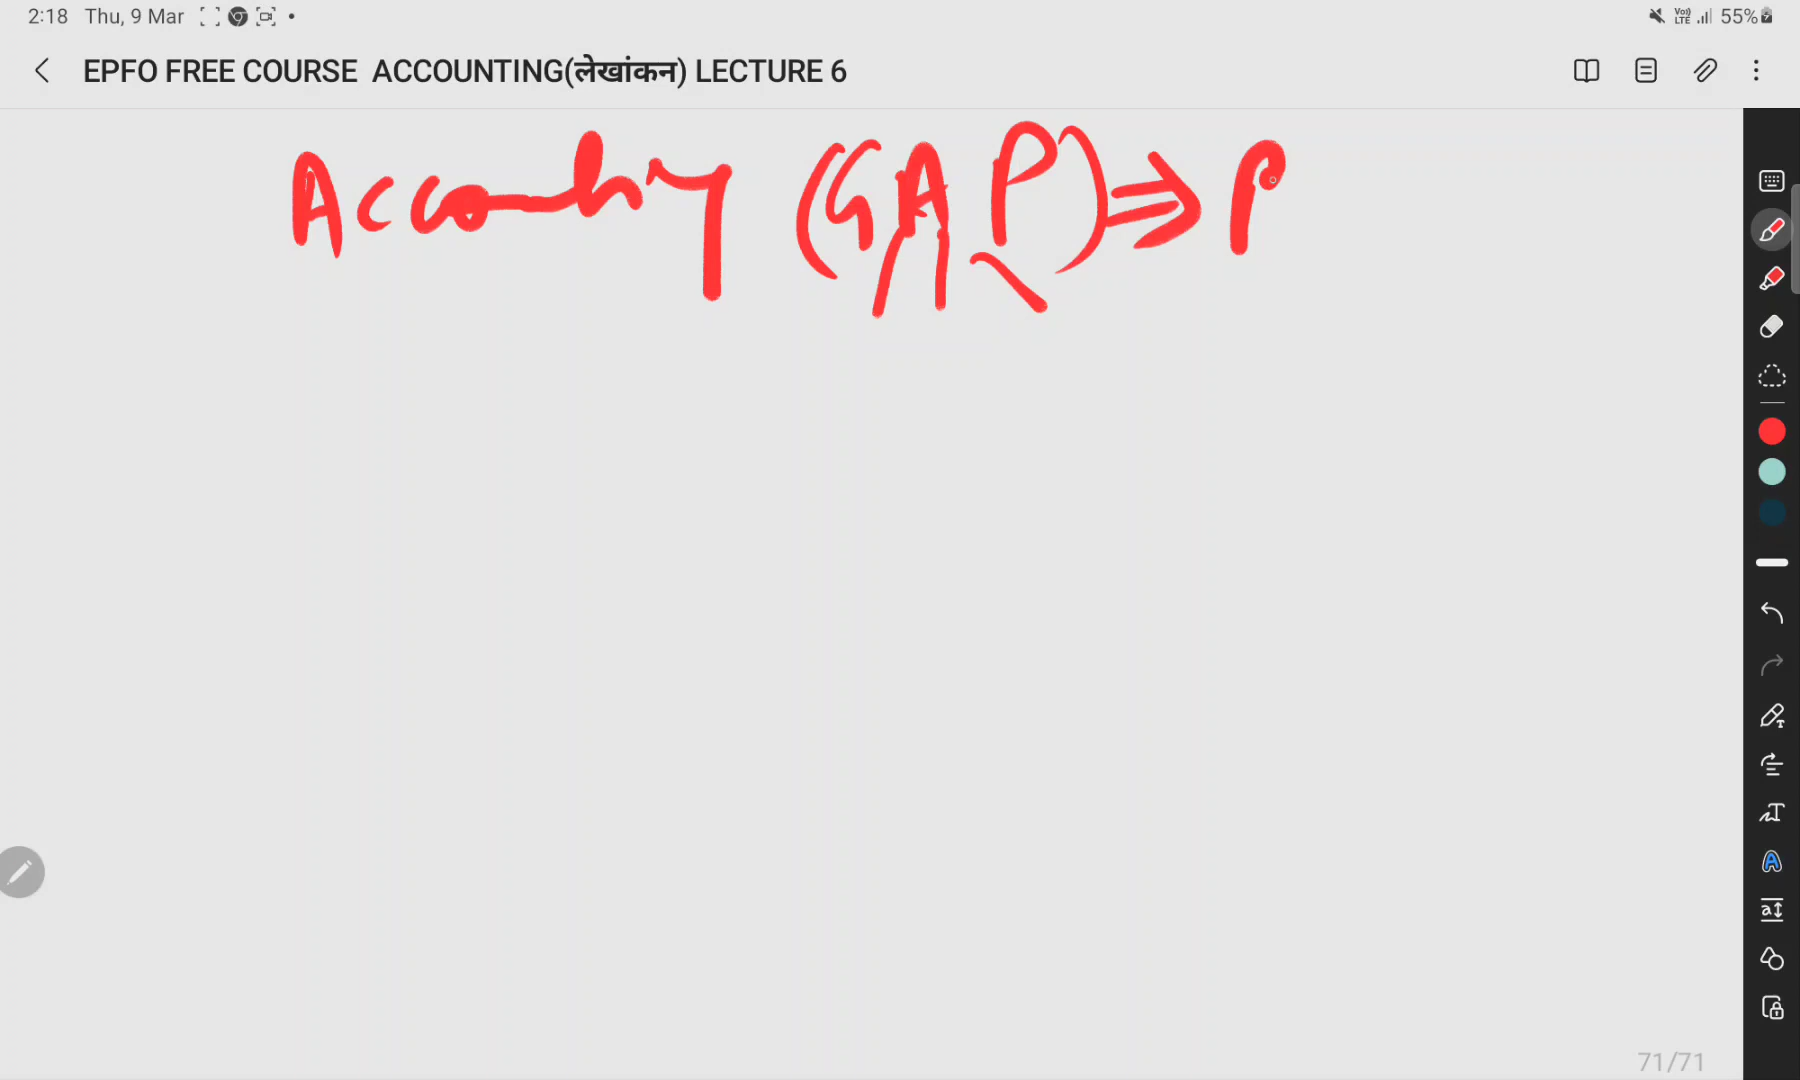 2:18 Thu, 9 Mar 55%
EPFO FREE COURSE ACCOUNTING(लेखांकन) LECTURE 6
Accounting (GAAP) ⇒ P
71/71